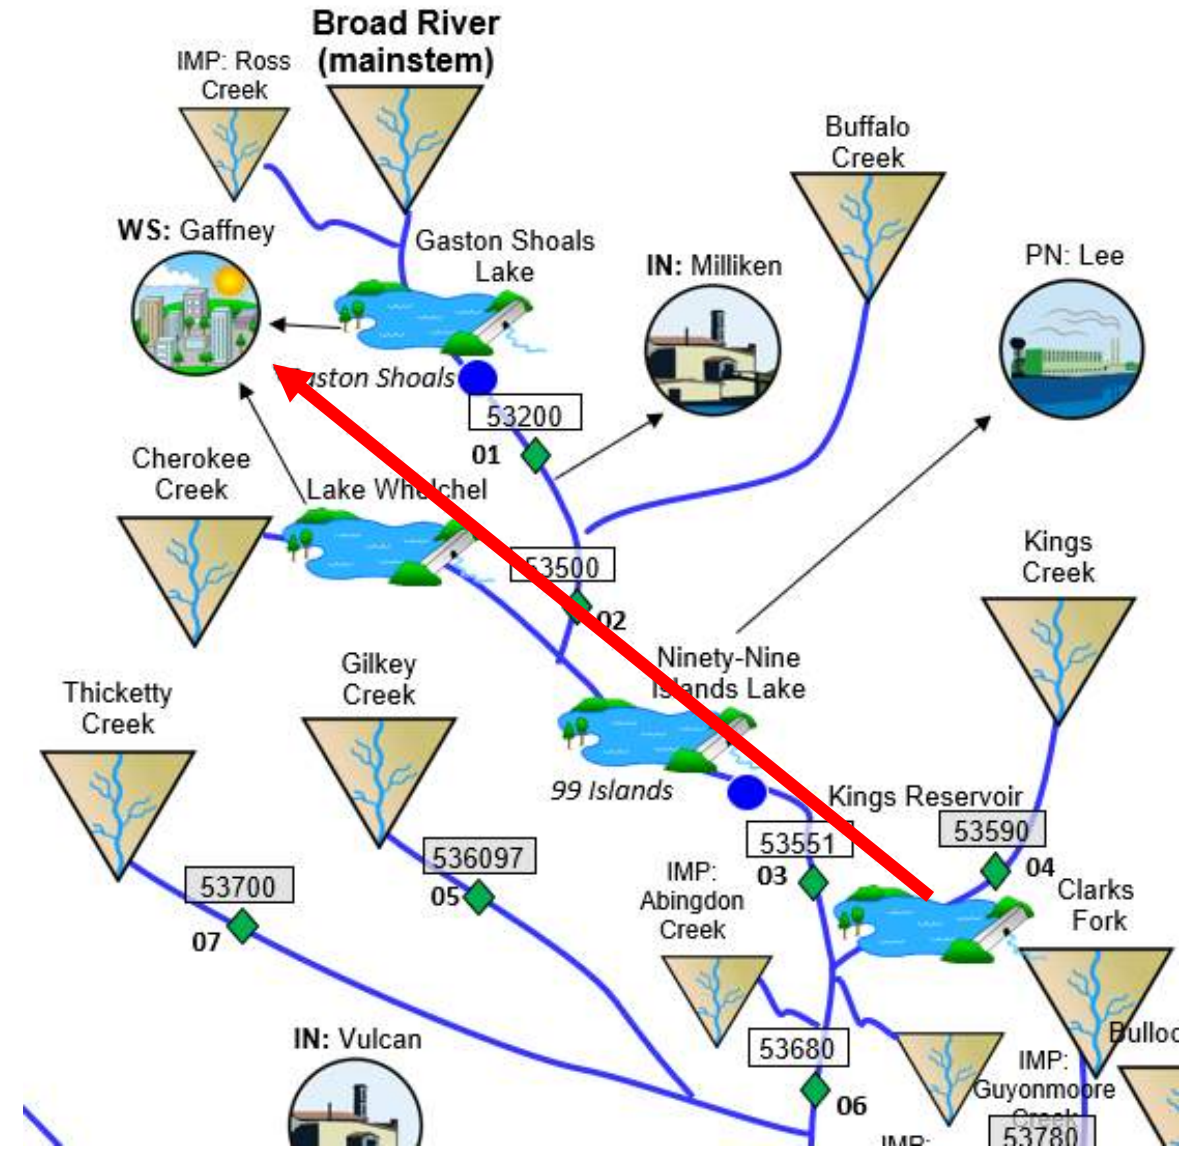 Broad River
(mainstem)
IMP: Ross
Creek
Buffalo
Creek
WS: Gaffney
Gaston Shoals
Lake
IN: Milliken
PN: Lee
Gaston Shoals
53200
01
Cherokee
Creek
Lake Whelchel
53500
02
Kings
Creek
Ninety-Nine
Islands Lake
Gilkey
Creek
Thicketty
Creek
99 Islands
Kings Reservoir
53551
03
53590
04
536097
05
53700
07
IMP:
Abingdon
Creek
Clarks
Fork
IN: Vulcan
53680
06
IMP:
Guyonmoore
Creek
53780
IMP: